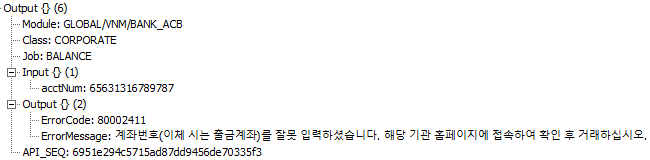 Output {} (6)
Module: GLOBAL/VNM/BANK_ACB
Class: CORPORATE
Job: BALANCE
Input {} (1)
acctNum: 65631316789787
Output {} (2)
ErrorCode: 80002411
ErrorMessage: 계좌번호(이체 시는 출금계좌)를 잘못 입력하셨습니다. 해당 기관 홈페이지에 접속하여 확인 후 거래하십시오.
API_SEQ: 6951e294c5715ad87dd9456de70335f3